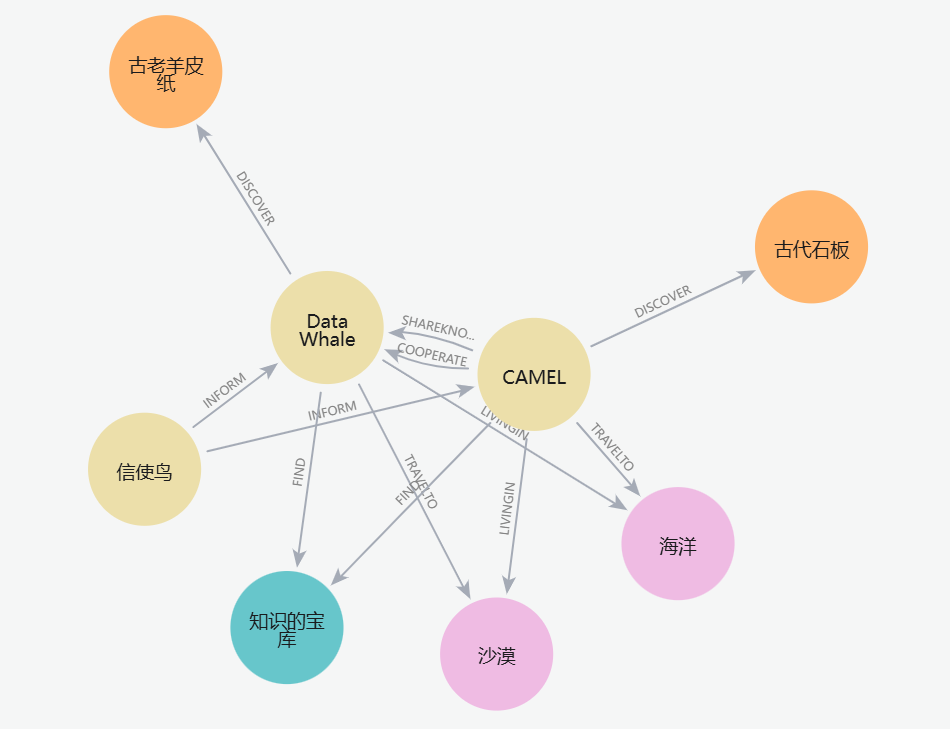 古老羊皮
纸
DISCOVER
古代石板
DISCOVER
Data
Whale
SHAREKNO...
COOPERATE
CAMEL
INFORM
INFORM
LIVINGIN
TRAVELTO
信使鸟
FIND
TRAVELTO
FIND
LIVINGIN
海洋
知识的宝
库
沙漠